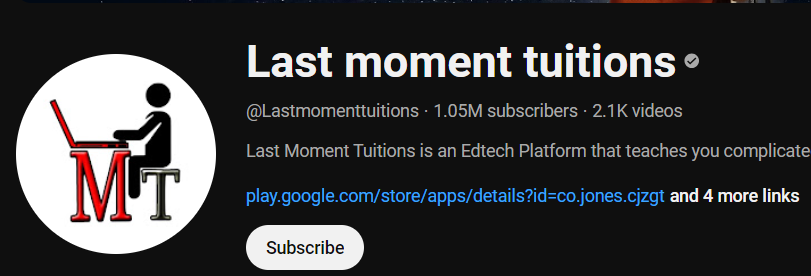 Last moment tuitions
@Lastmomenttuitions · 1.05M subscribers · 2.1K videos
Last Moment Tuitions is an Edtech Platform that teaches you complicate
play.google.com/store/apps/details?id=co.jones.cjzgt and 4 more links
MT
Subscribe